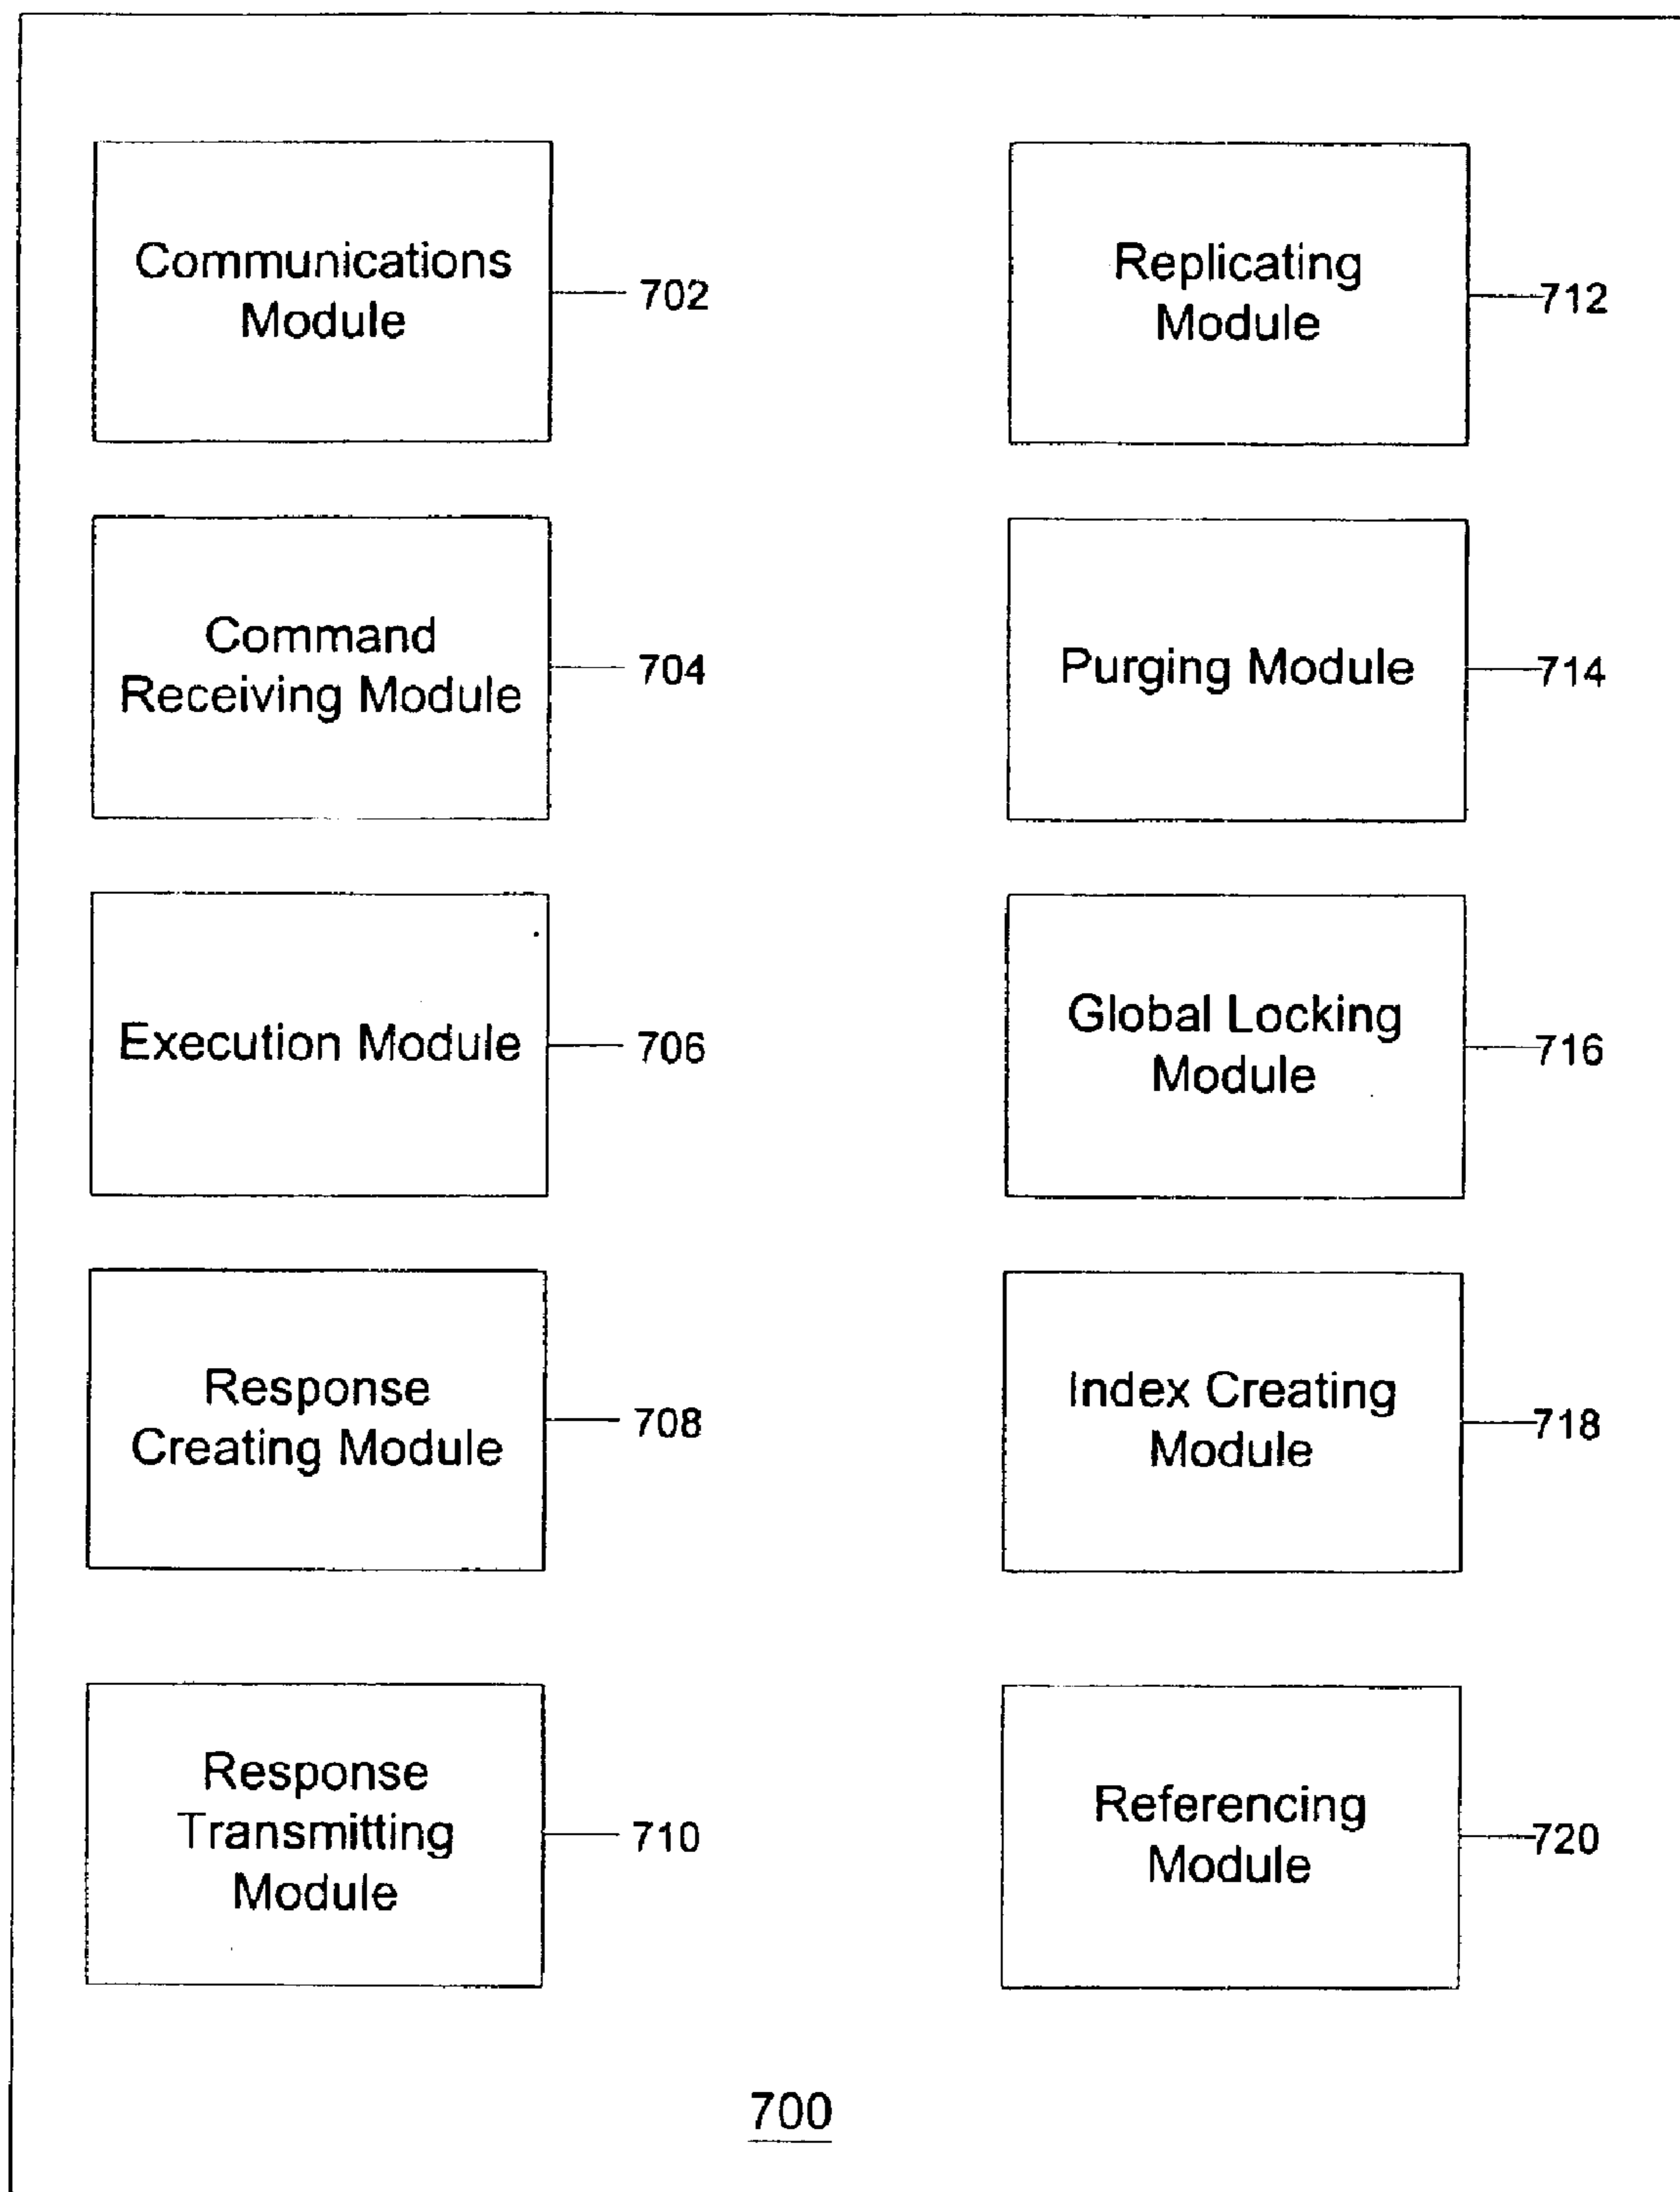 Communications
Module
702
Command
Receiving Module
704
Execution Module
706
Response
Creating Module
708
Response
Transmitting
Module
710
Replicating
Module
712
Purging Module
714
Global Locking
Module
716
Index Creating
Module
718
Referencing
Module
720
700